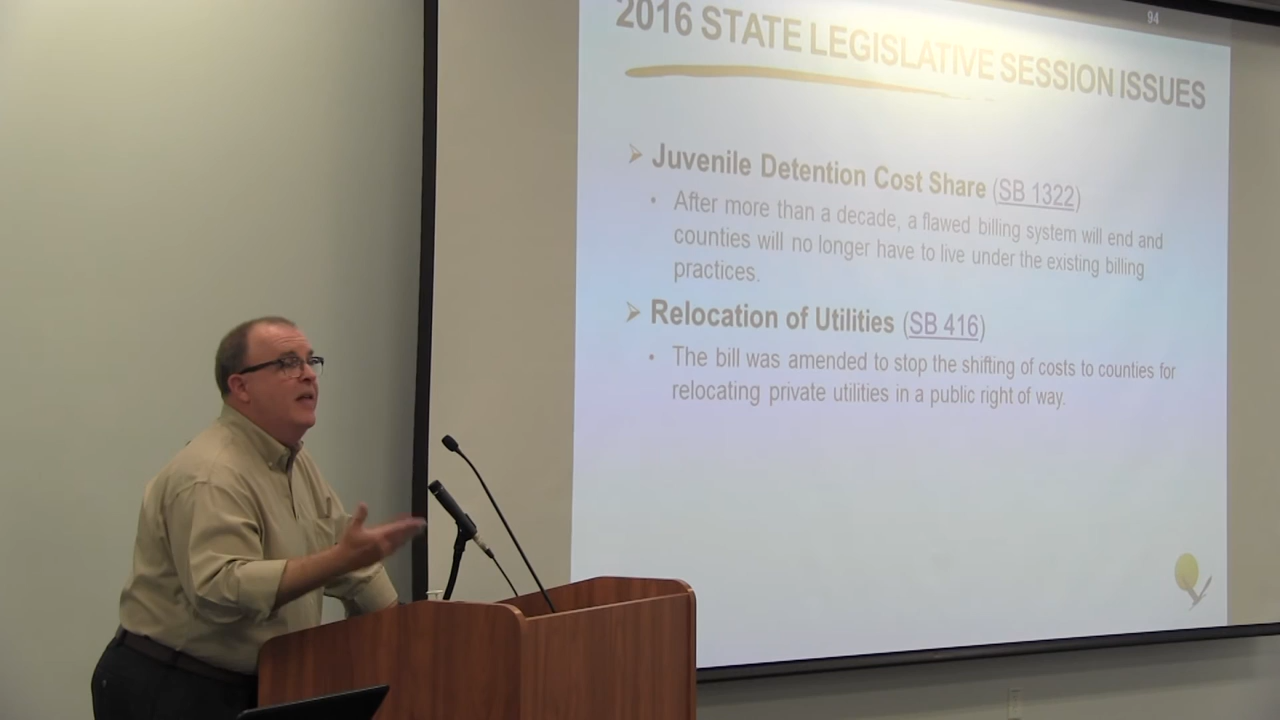 94
2016 STATE LEGISLATIVE SESSION ISSUES
Juvenile Detention Cost Share (SB 1322)
• After more than a decade, a flawed billing system will end and
counties will no longer have to live under the existing billing
practices.
Relocation of Utilities (SB 416)
• The bill was amended to stop the shifting of costs to counties for
relocating private utilities in a public right of way.